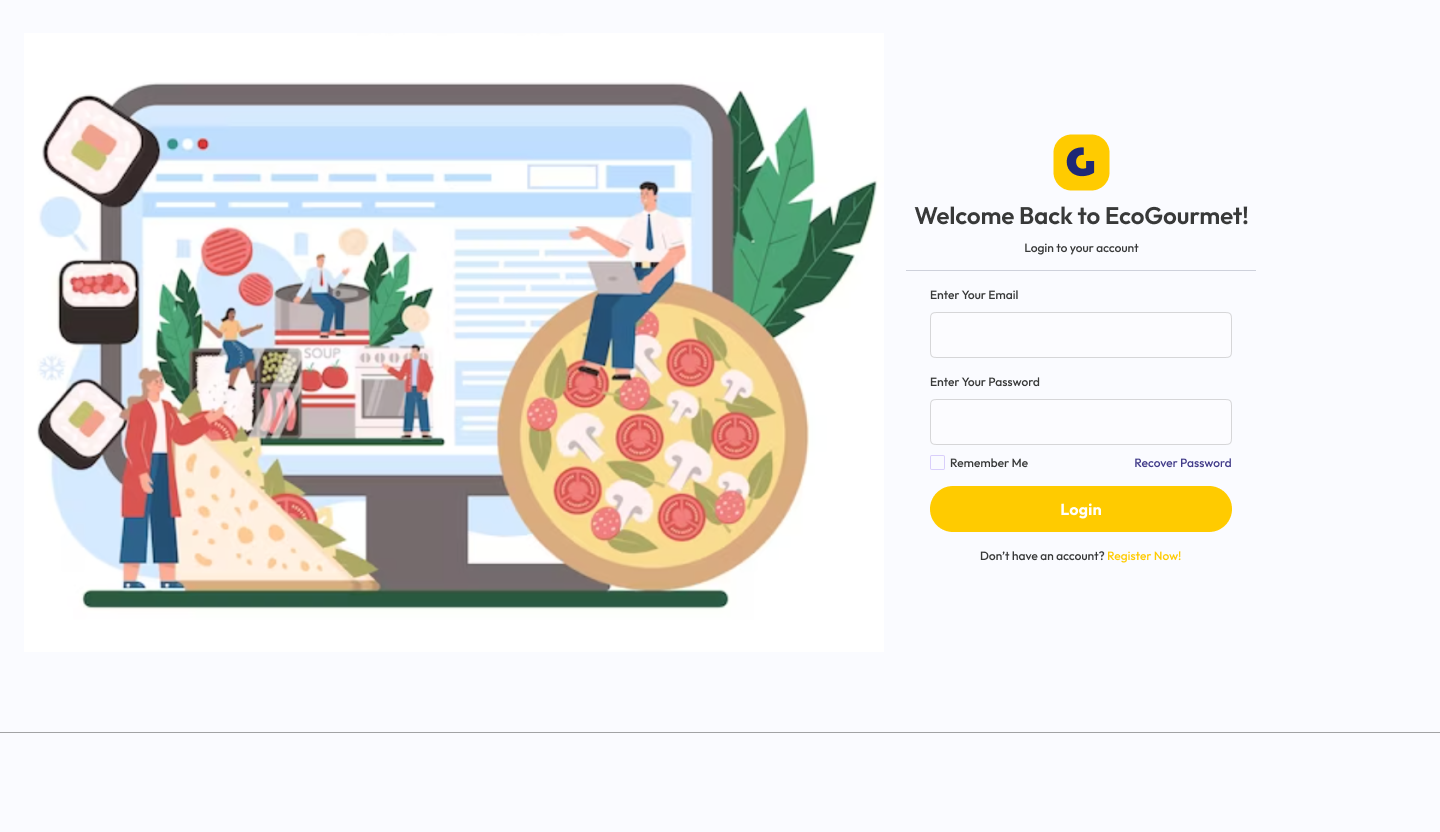 SOUP
G
Welcome Back to EcoGourmet!
Login to your account
Enter Your Email
Enter Your Password
Remember Me
Recover Password
Login
Don't have an account? Register Now!